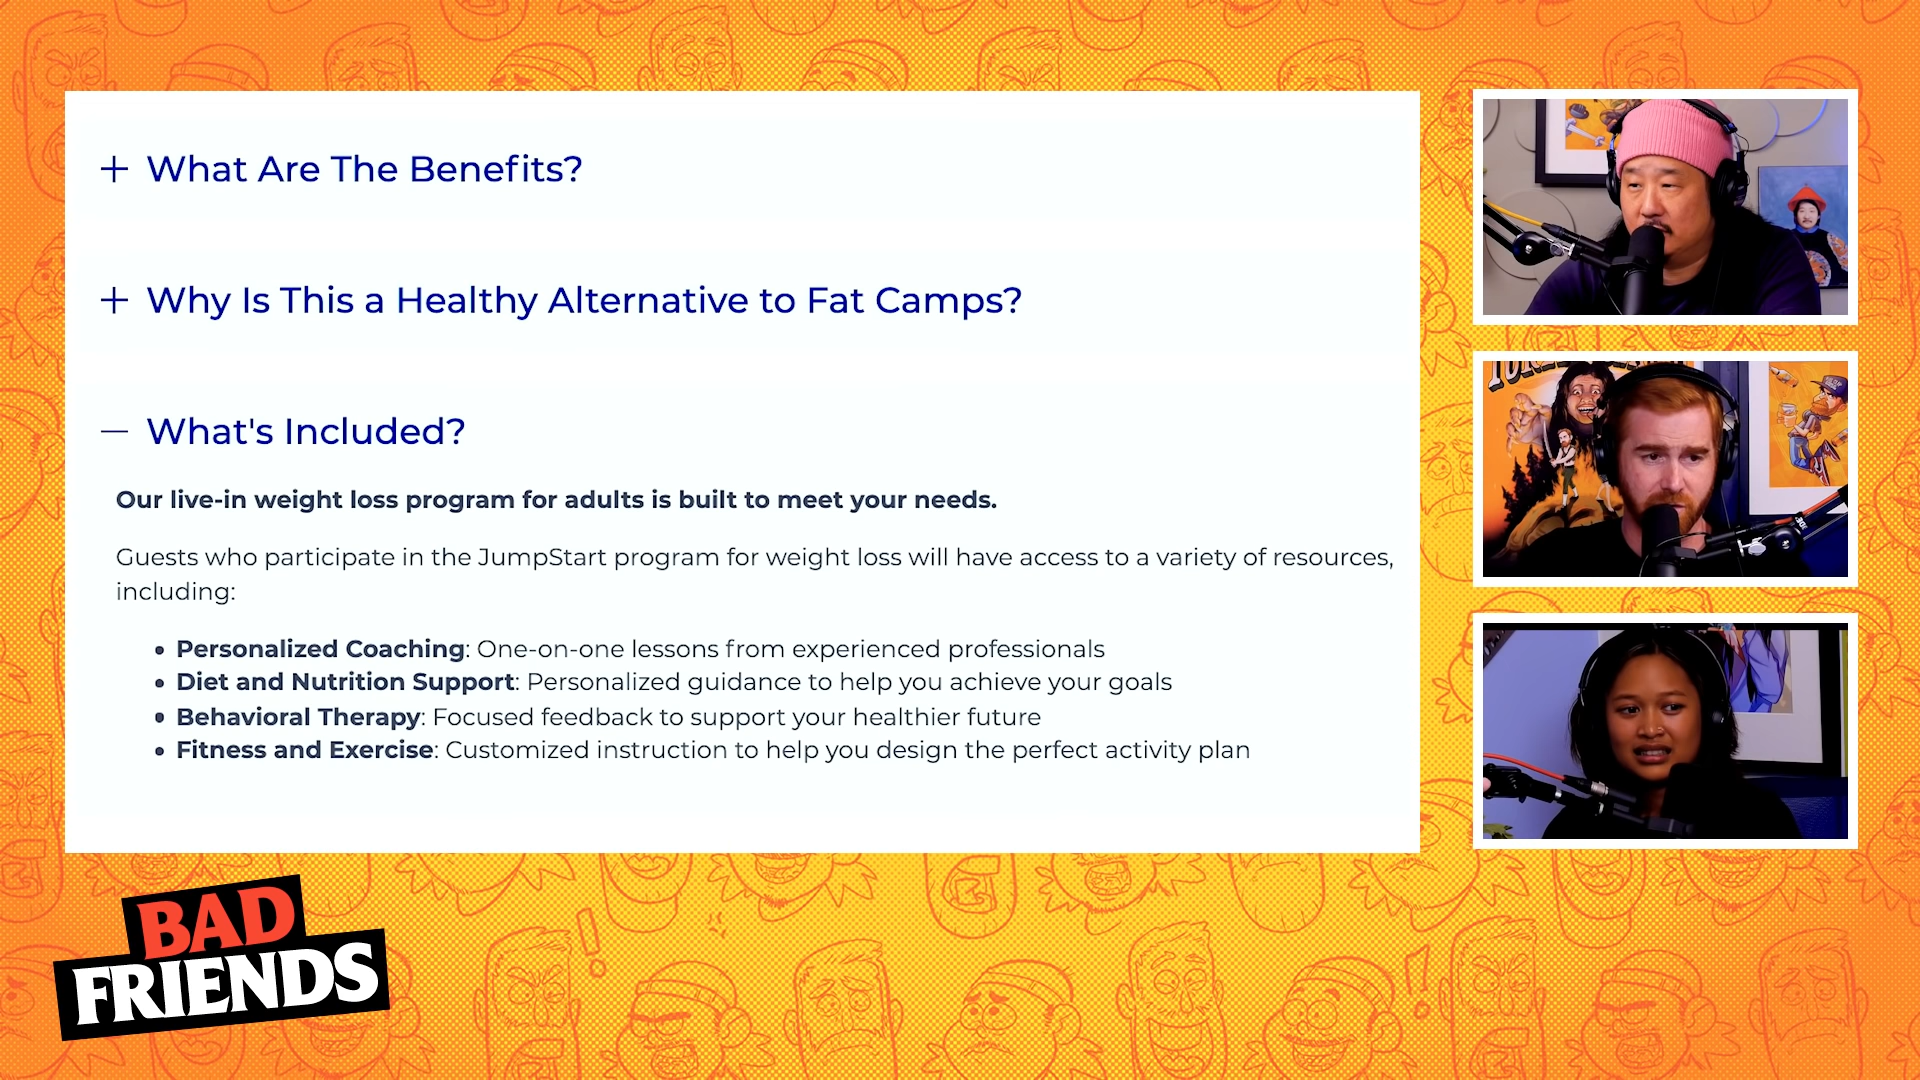 What Are The Benefits?
Why Is This a Healthy Alternative to Fat Camps?
What's Included?
Our live-in weight loss program for adults is built to meet your needs.
Guests who participate in the JumpStart program for weight loss will have access to a variety of resources,
including:
Personalized Coaching: One-on-one lessons from experienced professionals
Diet and Nutrition Support: Personalized guidance to help you achieve your goals
Behavioral Therapy: Focused feedback to support your healthier future
Fitness and Exercise: Customized instruction to help you design the perfect activity plan
BAD
FRIENDS